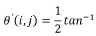 θ′(i, j) = 1/2 tan⁻¹